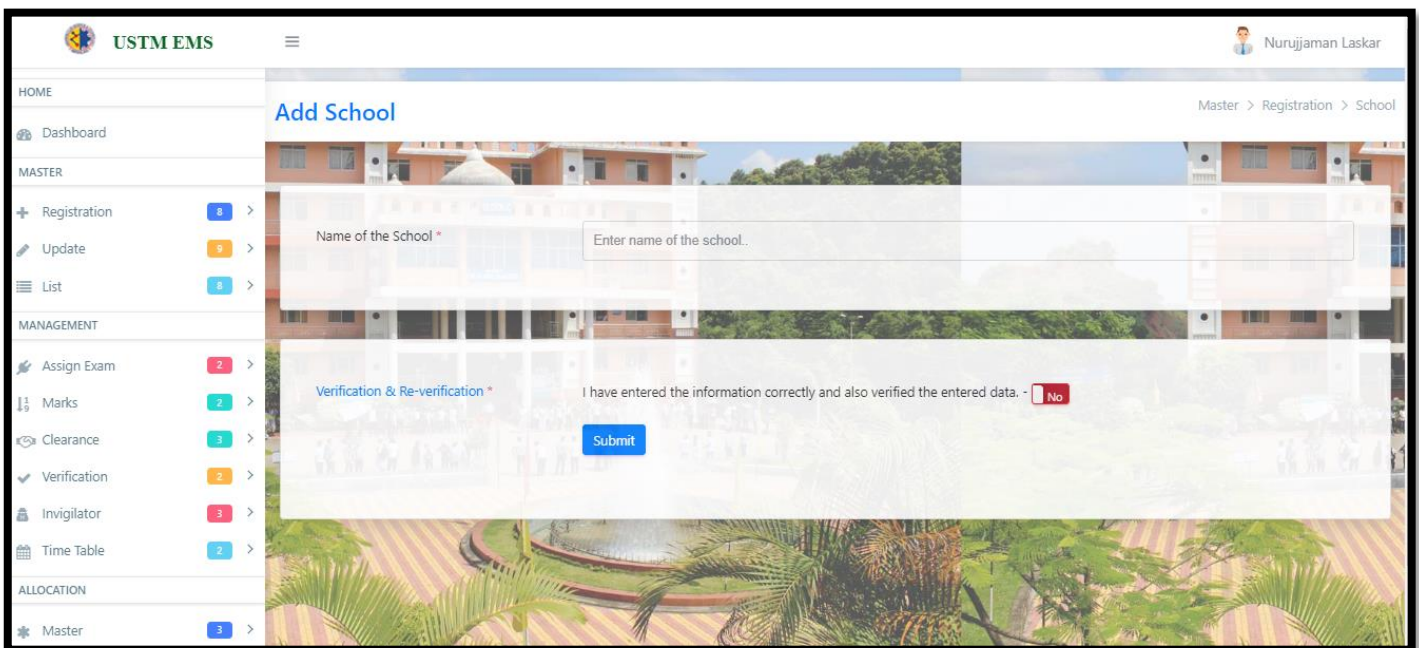 USTM EMS
Nurujjaman Laskar
HOME
Dashboard
MASTER
Registration 8
Update 9
List 8
MANAGEMENT
Assign Exam 2
Marks 2
Clearance 3
Verification 2
Invigilator 3
Time Table 2
ALLOCATION
Master 3
Add School
Master > Registration > School
Name of the School *
Enter name of the school..
Verification & Re-verification *
I have entered the information correctly and also verified the entered data. - No
Submit